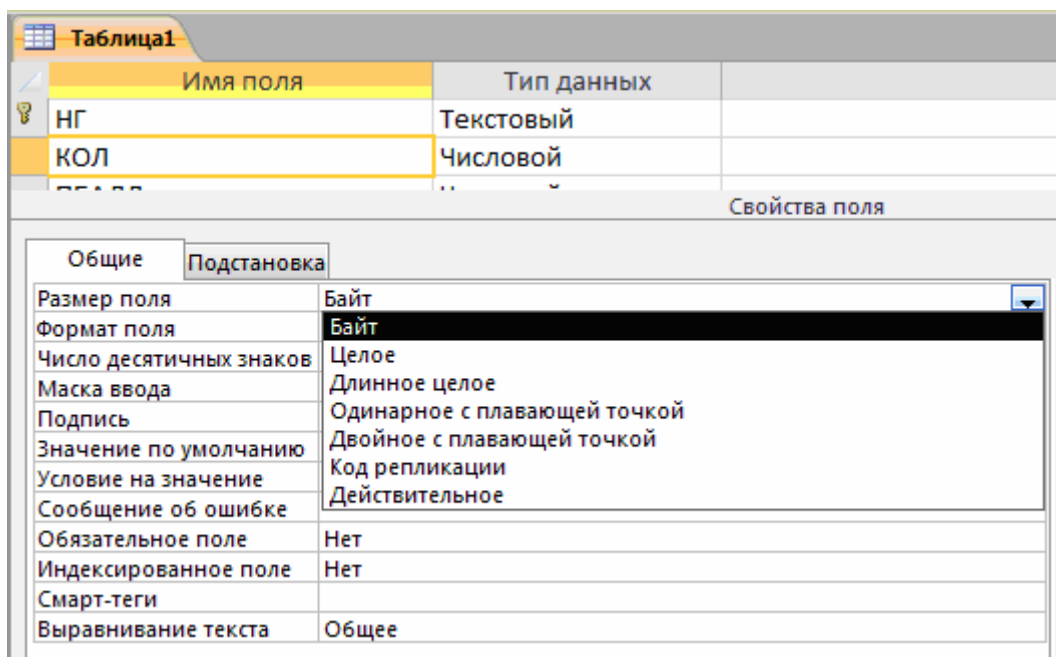 Таблица1
Имя поля Тип данных
НГ Текстовый
КОЛ Числовой
Свойства поля
Общие Подстановка
Размер поля Байт
Формат поля Байт
Число десятичных знаков Целое
Маска ввода Длинное целое
Подпись Одинарное с плавающей точкой
Значение по умолчанию Двойное с плавающей точкой
Условие на значение Код репликации
Сообщение об ошибке Действительное
Обязательное поле Нет
Индексированное поле Нет
Смарт-теги
Выравнивание текста Общее